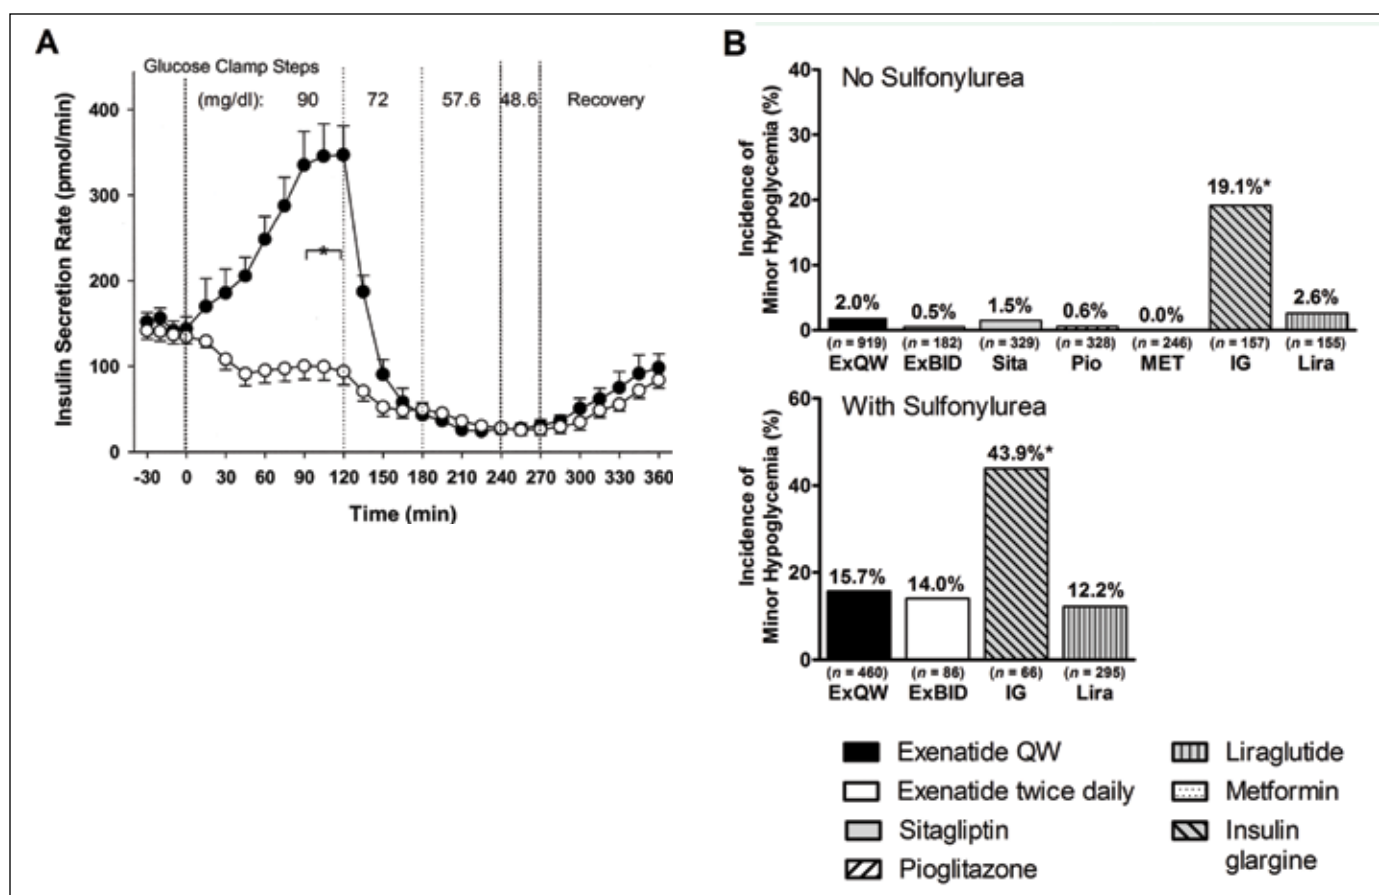 A
Glucose Clamp Steps
(mg/dl): 90 72 57.6 48.6 Recovery
Insulin Secretion Rate (pmol/min)
400
300
200
100
0
*
-30 0 30 60 90 120 150 180 210 240 270 300 330 360
Time (min)
B
No Sulfonylurea
Incidence of
Minor Hypoglycemia (%)
40
30
20
10
0
2.0% 0.5% 1.5% 0.6% 0.0% 19.1%* 2.6%
(n = 919) (n = 182) (n = 329) (n = 328) (n = 246) (n = 157) (n = 155)
ExQW ExBID Sita Pio MET IG Lira
With Sulfonylurea
Incidence of
Minor Hypoglycemia (%)
60
40
20
0
15.7% 14.0% 43.9%* 12.2%
(n = 460) (n = 86) (n = 66) (n = 295)
ExQW ExBID IG Lira
Exenatide QW
Exenatide twice daily
Sitagliptin
Pioglitazone
Liraglutide
Metformin
Insulin
glargine